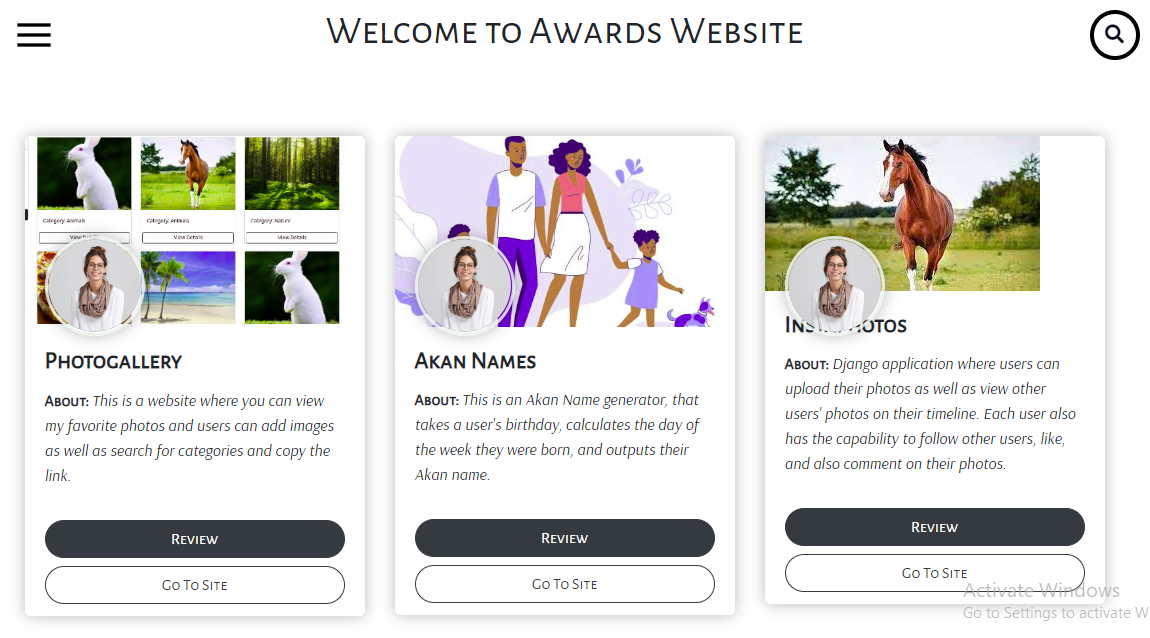 Welcome to Awards Website
Category: Animals
Category: Animals
Category: Nature
View Details
View Details
View Details
Photogallery
About: This is a website where you can view
my favorite photos and users can add images
as well as search for categories and copy the
link.
Review
Go To Site
Akan Names
About: This is an Akan Name generator, that
takes a user's birthday, calculates the day of
the week they were born, and outputs their
Akan name.
Review
Go To Site
About: Django application where users can
upload their photos as well as view other
users' photos on their timeline. Each user also
has the capability to follow other users, like,
and also comment on their photos.
Review
Go To Site
Activate Windows
Go to Settings to activate W